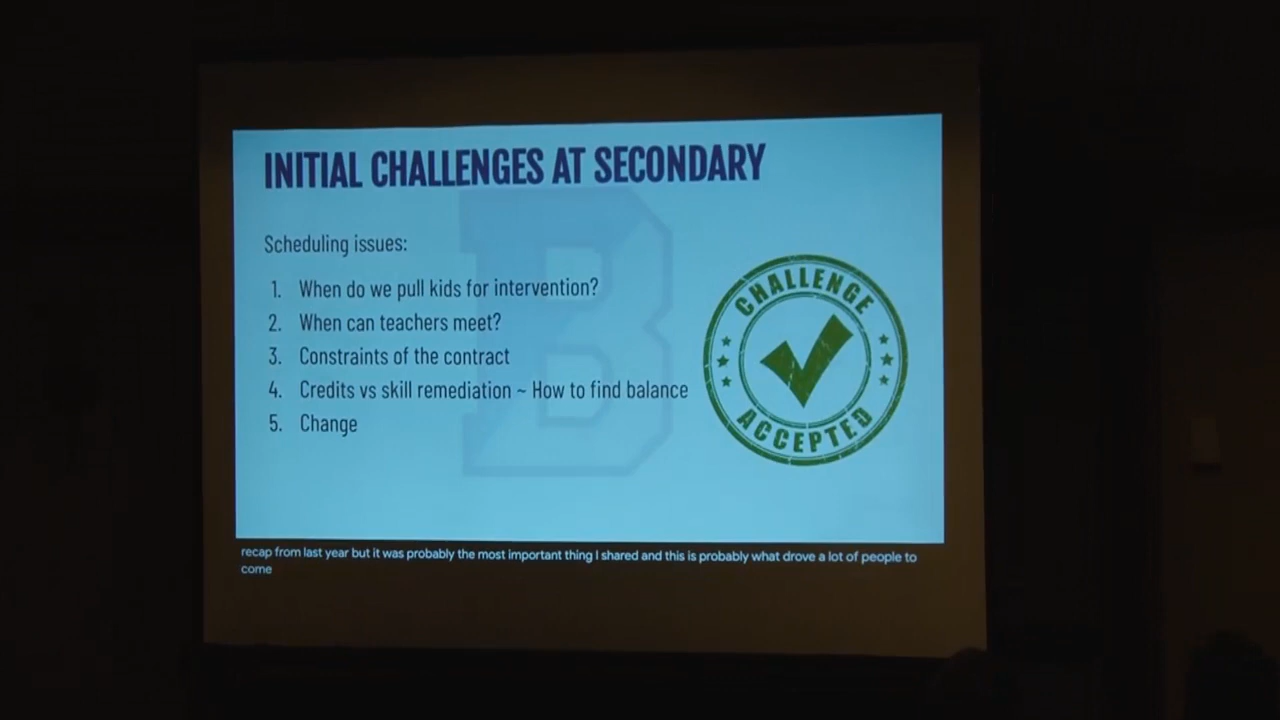 INITIAL CHALLENGES AT SECONDARY
Scheduling issues:
1. When do we pull kids for intervention?
2. When can teachers meet?
3. Constraints of the contract
4. Credits vs skill remediation ~ How to find balance
5. Change
B
CHALLENGE
ACCEPTED
recap from last year but it was probably the most important thing I shared and this is probably what drove a lot of people to
come